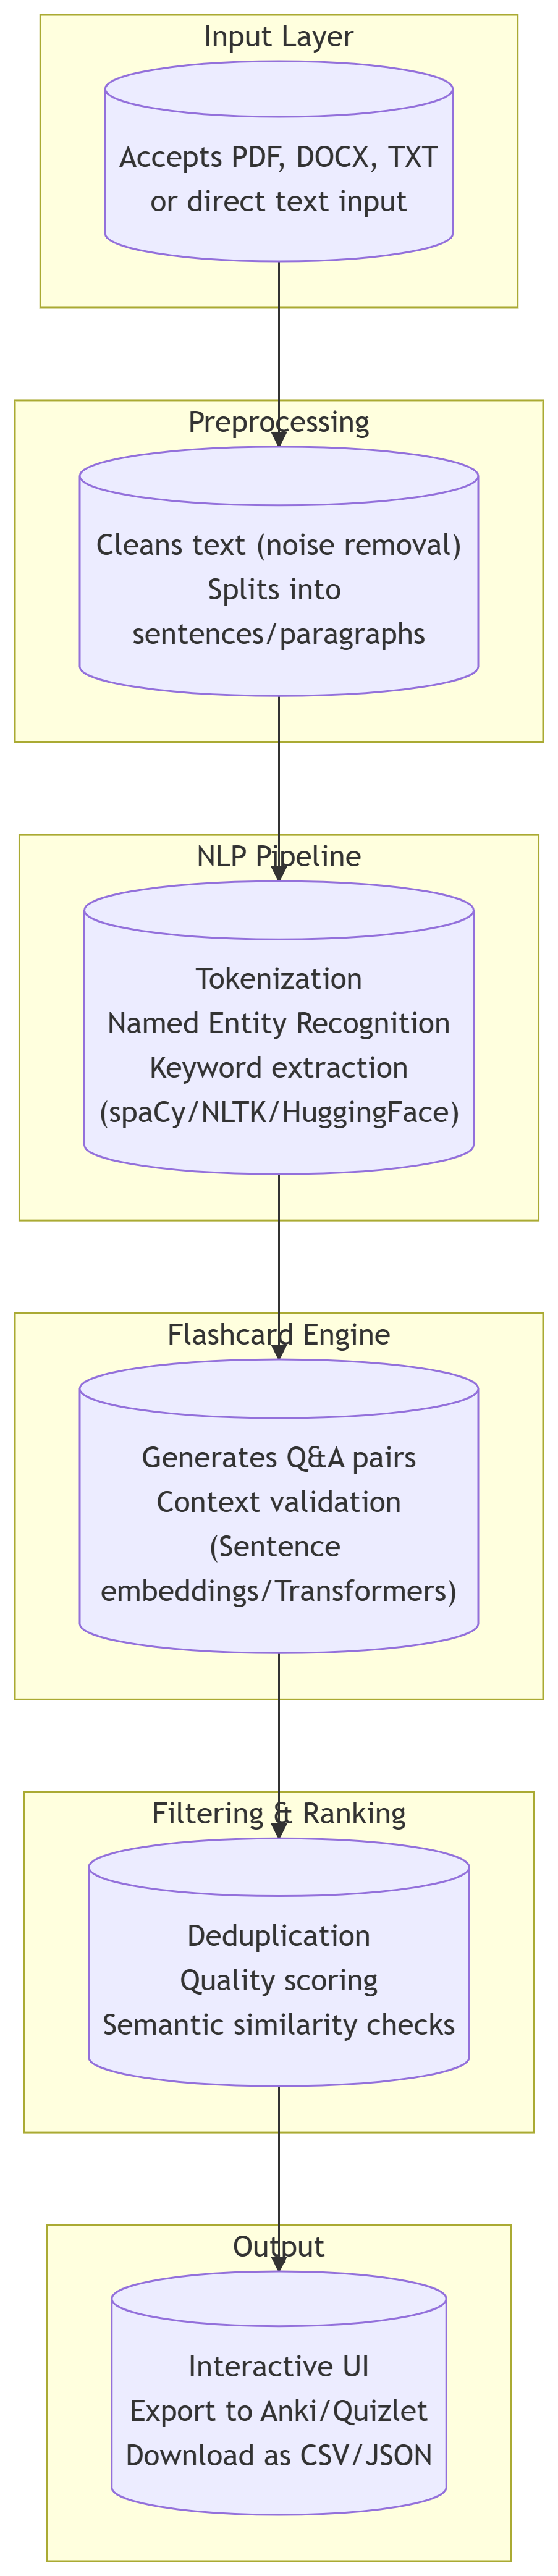 Input Layer
Accepts PDF, DOCX, TXT
or direct text input
Preprocessing
Cleans text (noise removal)
Splits into
sentences/paragraphs
NLP Pipeline
Tokenization
Named Entity Recognition
Keyword extraction
(spaCy/NLTK/HuggingFace)
Flashcard Engine
Generates Q&A pairs
Context validation
(Sentence
embeddings/Transformers)
Filtering & Ranking
Deduplication
Quality scoring
Semantic similarity checks
Output
Interactive UI
Export to Anki/Quizlet
Download as CSV/JSON